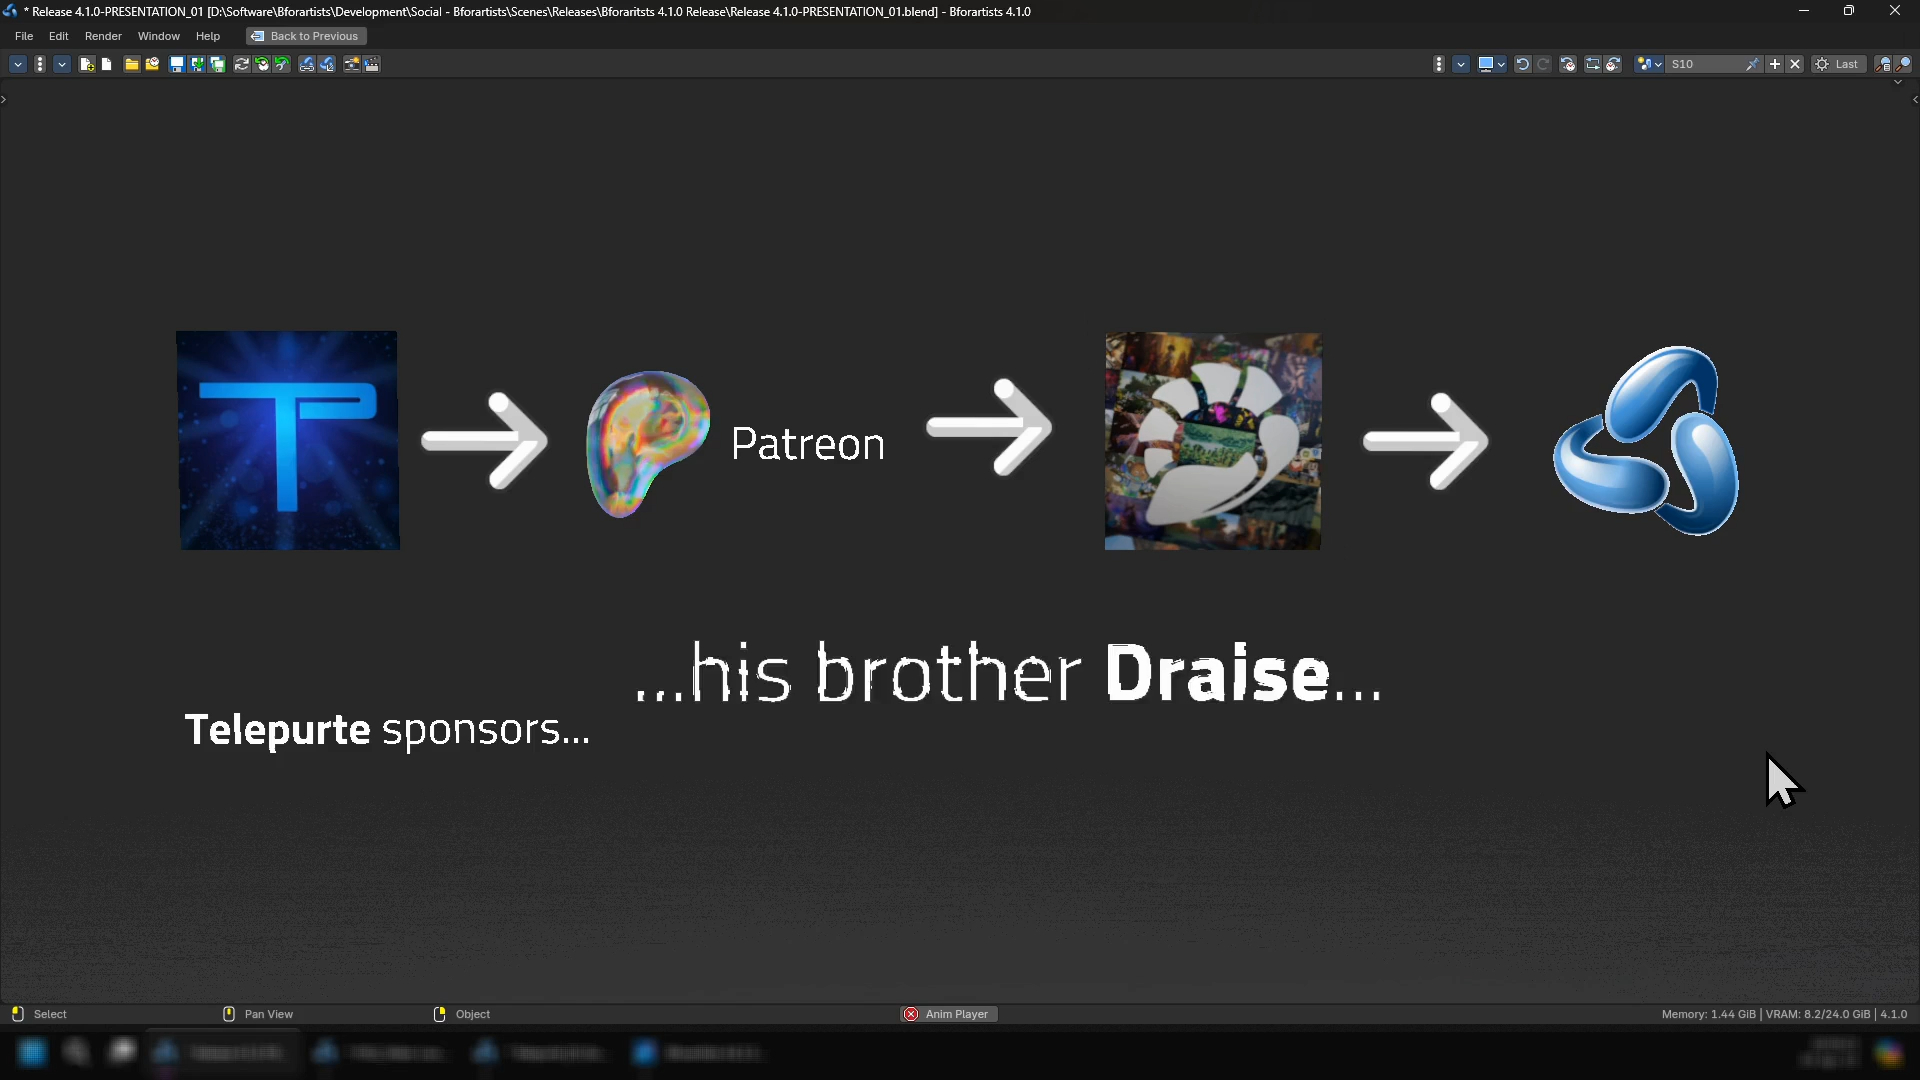 * Release 4.1.0-PRESENTATION_01 [D:\Software\Bforartists\Development\Social - Bforartists\Scenes\Releases\Bforaritsts 4.1.0 Release\Release 4.1.0-PRESENTATION_01.blend] - Bforartists 4.1.0
File Edit Render Window Help Back to Previous
S10 Last
TP
Patreon
...his brother Draise...
Telepurte sponsors...
Select Pan View Object Anim Player Memory: 1.44 GiB | VRAM: 8.2/24.0 GiB | 4.1.0